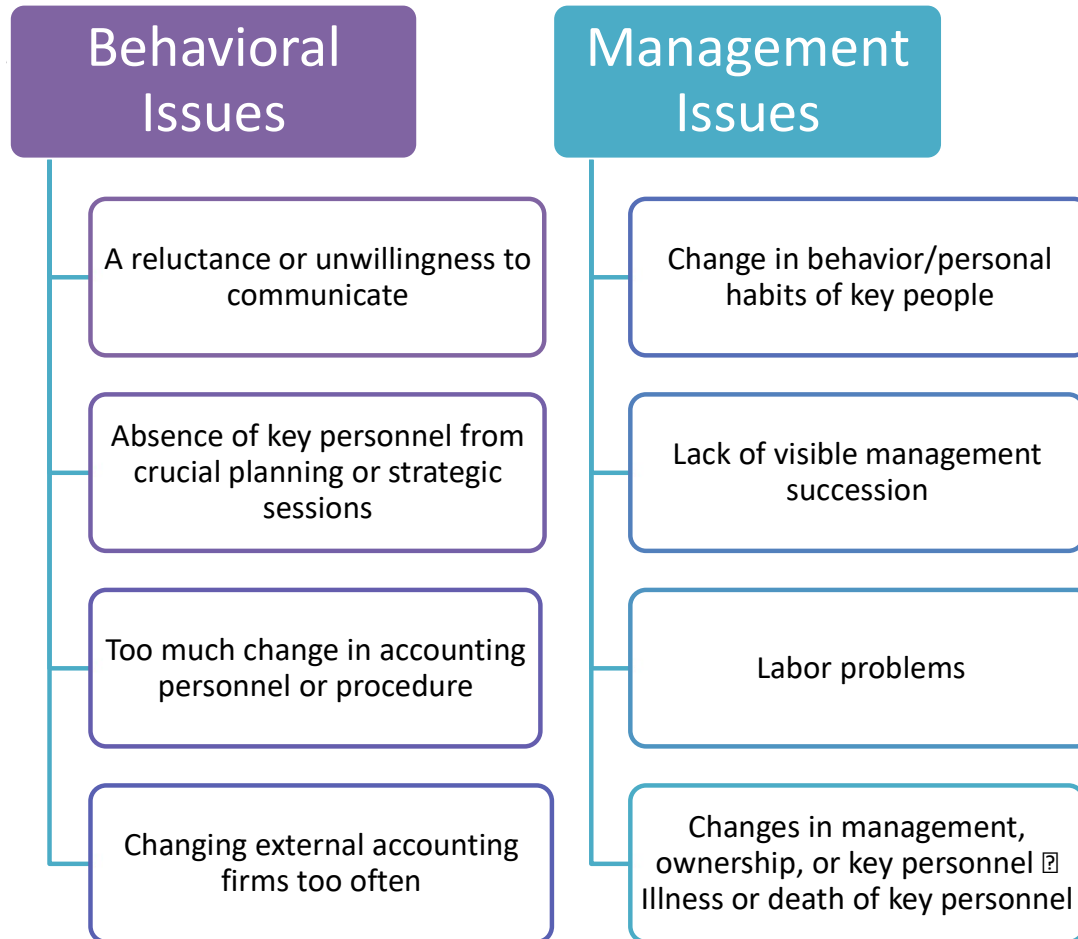 Behavioral
Issues
A reluctance or unwillingness to
communicate
Absence of key personnel from
crucial planning or strategic
sessions
Too much change in accounting
personnel or procedure
Changing external accounting
firms too often
Management
Issues
Change in behavior/personal
habits of key people
Lack of visible management
succession
Labor problems
Changes in management,
ownership, or key personnel ⍰
Illness or death of key personnel